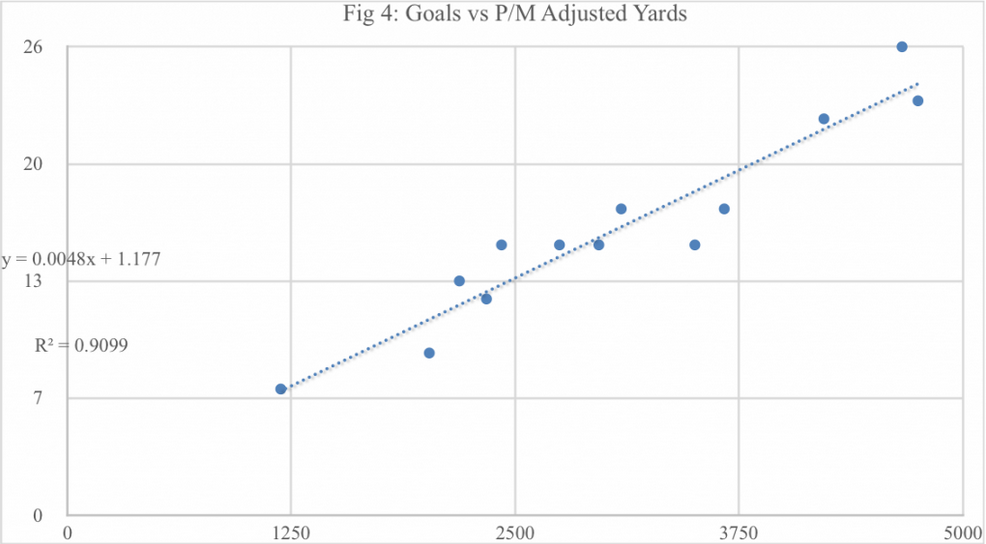 Fig 4: Goals vs P/M Adjusted Yards
26
20
y = 0.0048x + 1.177
13
R² = 0.9099
7
0
0 1250 2500 3750 5000